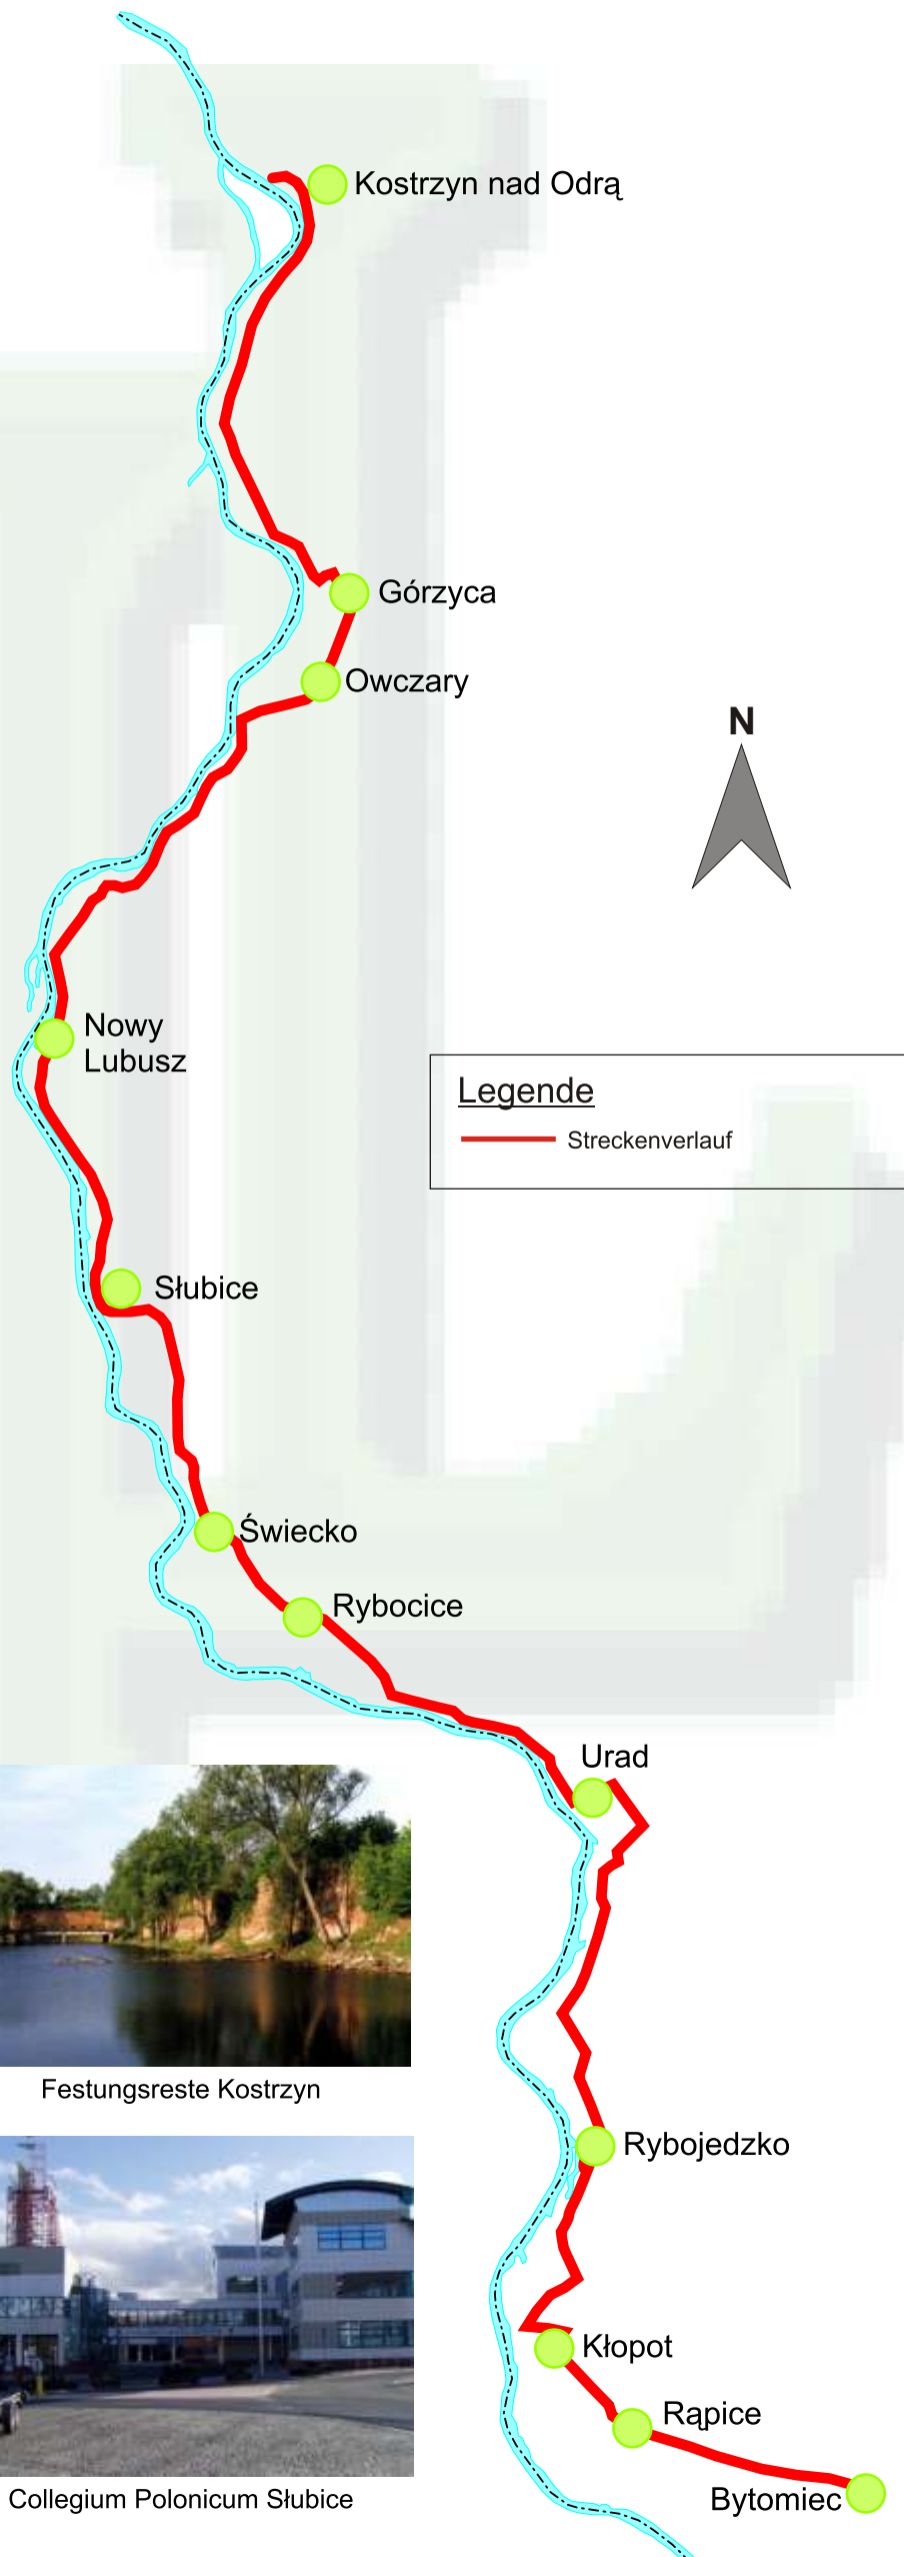 Kostrzyn nad Odrą
Górzyca
Owczary
N
Nowy
Lubusz
Legende
Streckenverlauf
Słubice
Świecko
Rybocice
Urad
Festungsreste Kostrzyn
Rybojedzko
Kłopot
Rąpice
Bytomiec
Collegium Polonicum Słubice